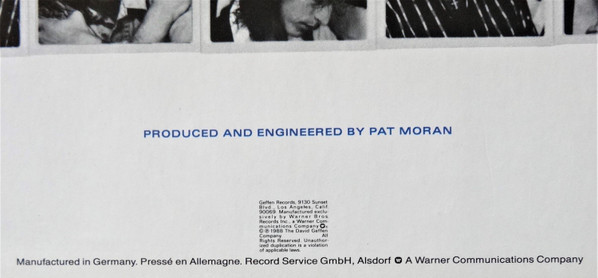 PRODUCED AND ENGINEERED BY PAT MORAN
Geffen Records, 9130 Sunset
Blvd., Los Angeles, Calif.
90069. Manufactured exclu-
sively by Warner Bros.
Records Inc., a Warner Com-
munications Company
© ℗ 1988 The David Geffen
Company. All
Rights Reserved. Unauthor-
ized duplication is a violation
of applicable laws.
Manufactured in Germany. Pressé en Allemagne. Record Service GmbH, Alsdorf A Warner Communications Company